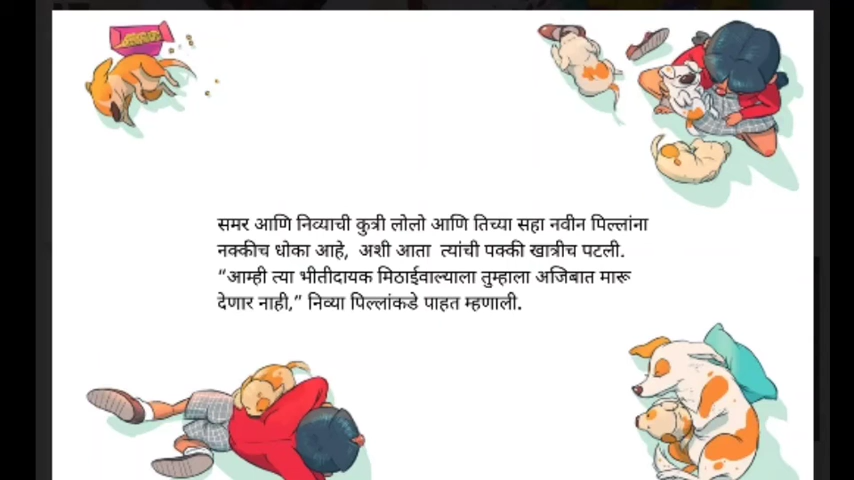 समर आणि निव्याची कुत्री लोलो आणि तिच्या सहा नवीन पिल्लांना
नक्कीच धोका आहे, अशी आता त्यांची पक्की खात्रीच पटली.
“आम्ही त्या भीतीदायक मिठाईवाल्याला तुम्हाला अजिबात मारू
देणार नाही,” निव्या पिल्लांकडे पाहत म्हणाली.